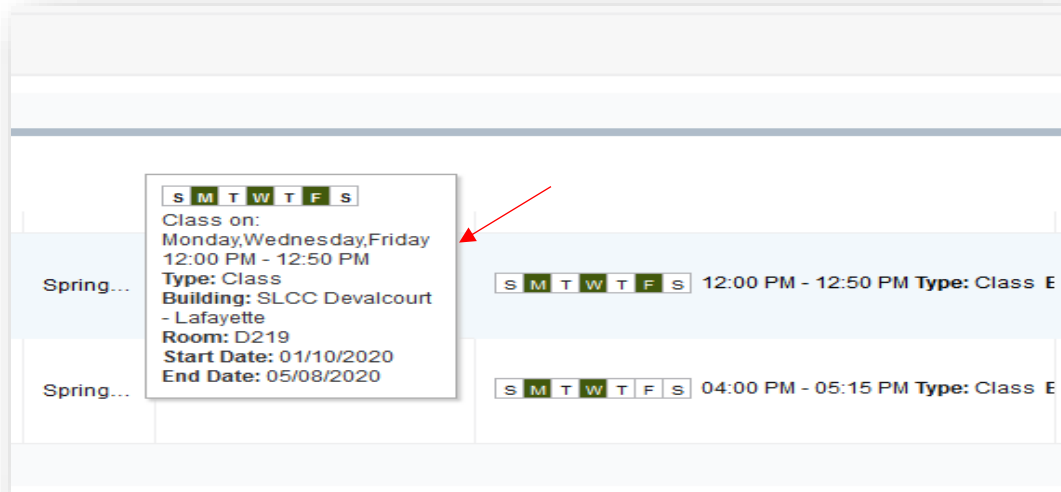 S M T W T F S
Class on:
Monday,Wednesday,Friday
12:00 PM - 12:50 PM
Type: Class
Building: SLCC Devalcourt
- Lafayette
Room: D219
Start Date: 01/10/2020
End Date: 05/08/2020
Spring...
S M T W T F S 12:00 PM - 12:50 PM Type: Class
Spring...
S M T W T F S 04:00 PM - 05:15 PM Type: Class